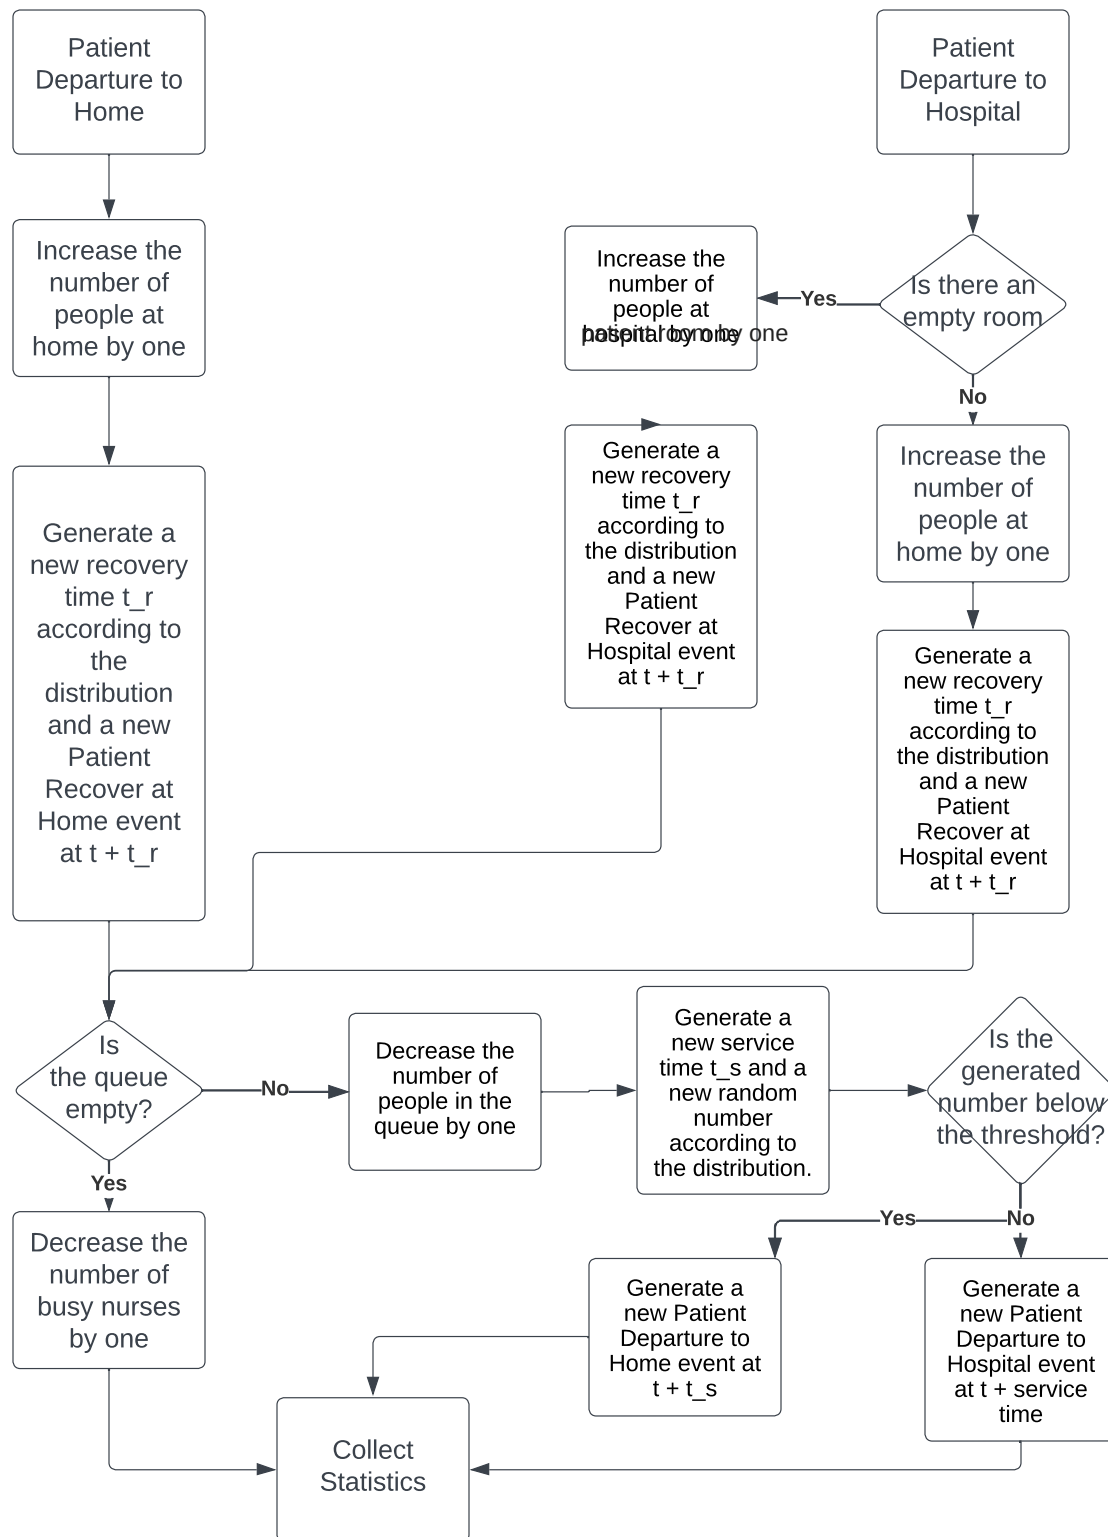 Patient
Departure to
Home
Patient
Departure to
Hospital
Increase the
number of
people at
home by one
Increase the
number of
people at
hospital by one
patient room by one
Yes
Is there an
empty room
No
Generate a
new recovery
time t_r
according to
the
distribution
and a new
Patient
Recover at
Home event
at t + t_r
Generate a
new recovery
time t_r
according to
the distribution
and a new
Patient
Recover at
Hospital event
at t + t_r
Increase the
number of
people at
home by one
Generate a
new recovery
time t_r
according to
the distribution
and a new
Patient
Recover at
Hospital event
at t + t_r
Is
the queue
empty?
No
Decrease the
number of
people in the
queue by one
Generate a
new service
time t_s and a
new random
number
according to
the distribution.
Is the
generated
number below
the threshold?
Yes
Yes
No
Decrease the
number of
busy nurses
by one
Generate a
new Patient
Departure to
Home event at
t + t_s
Generate a
new Patient
Departure to
Hospital event
at t + service
time
Collect
Statistics